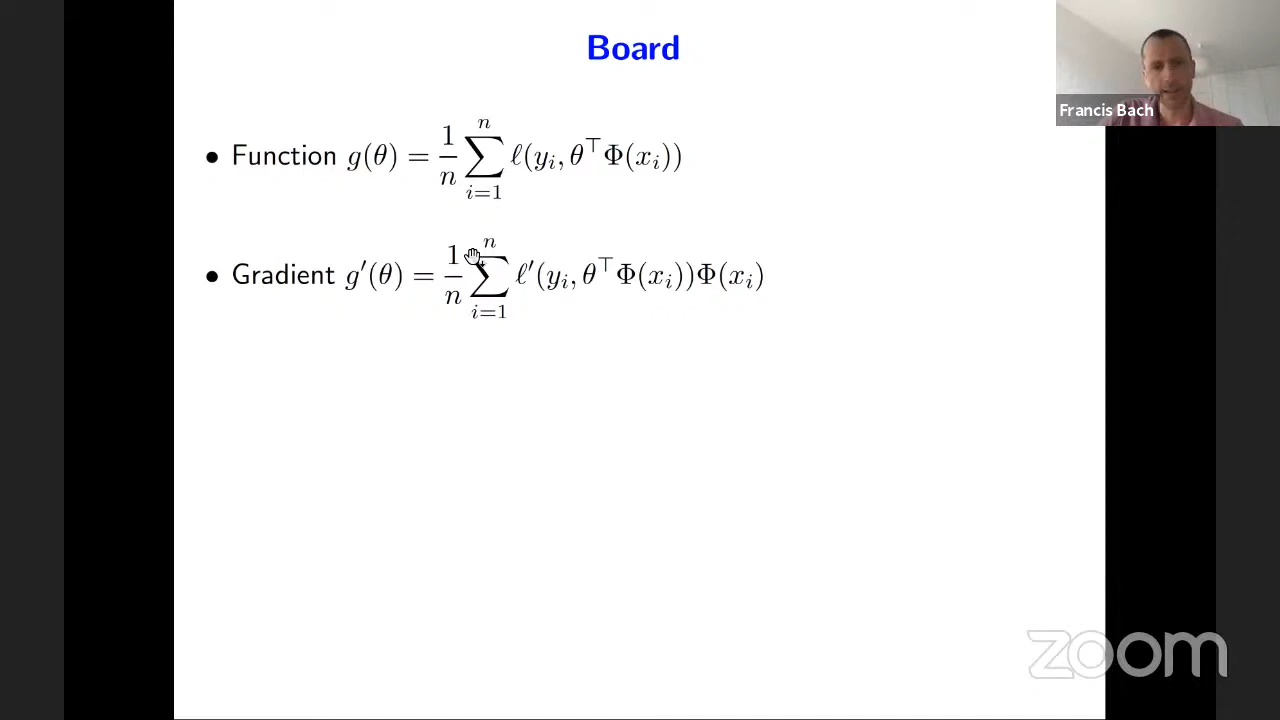 Board
Francis Bach
• Function g(θ) = 1/n ∑_{i=1}^{n} ℓ(y_i, θ^⊤Φ(x_i))
• Gradient g′(θ) = 1/n ∑_{i=1}^{n} ℓ′(y_i, θ^⊤Φ(x_i))Φ(x_i)
zoom